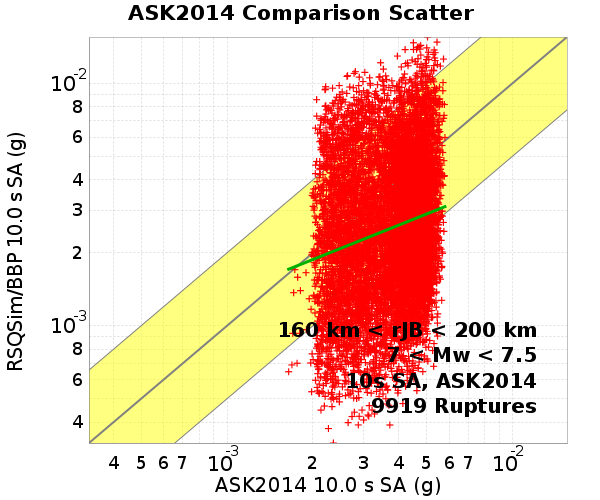 ASK2014 Comparison Scatter
RSQSim/BBP 10.0 s SA (g)
10-2
8
6
4
3
2
10-3
8
6
4
160 km < rJB < 200 km
7 < Mw < 7.5
10s SA, ASK2014
9919 Ruptures
4 5 6 7 10-3 2 3 4 5 6 7 10-2
ASK2014 10.0 s SA (g)